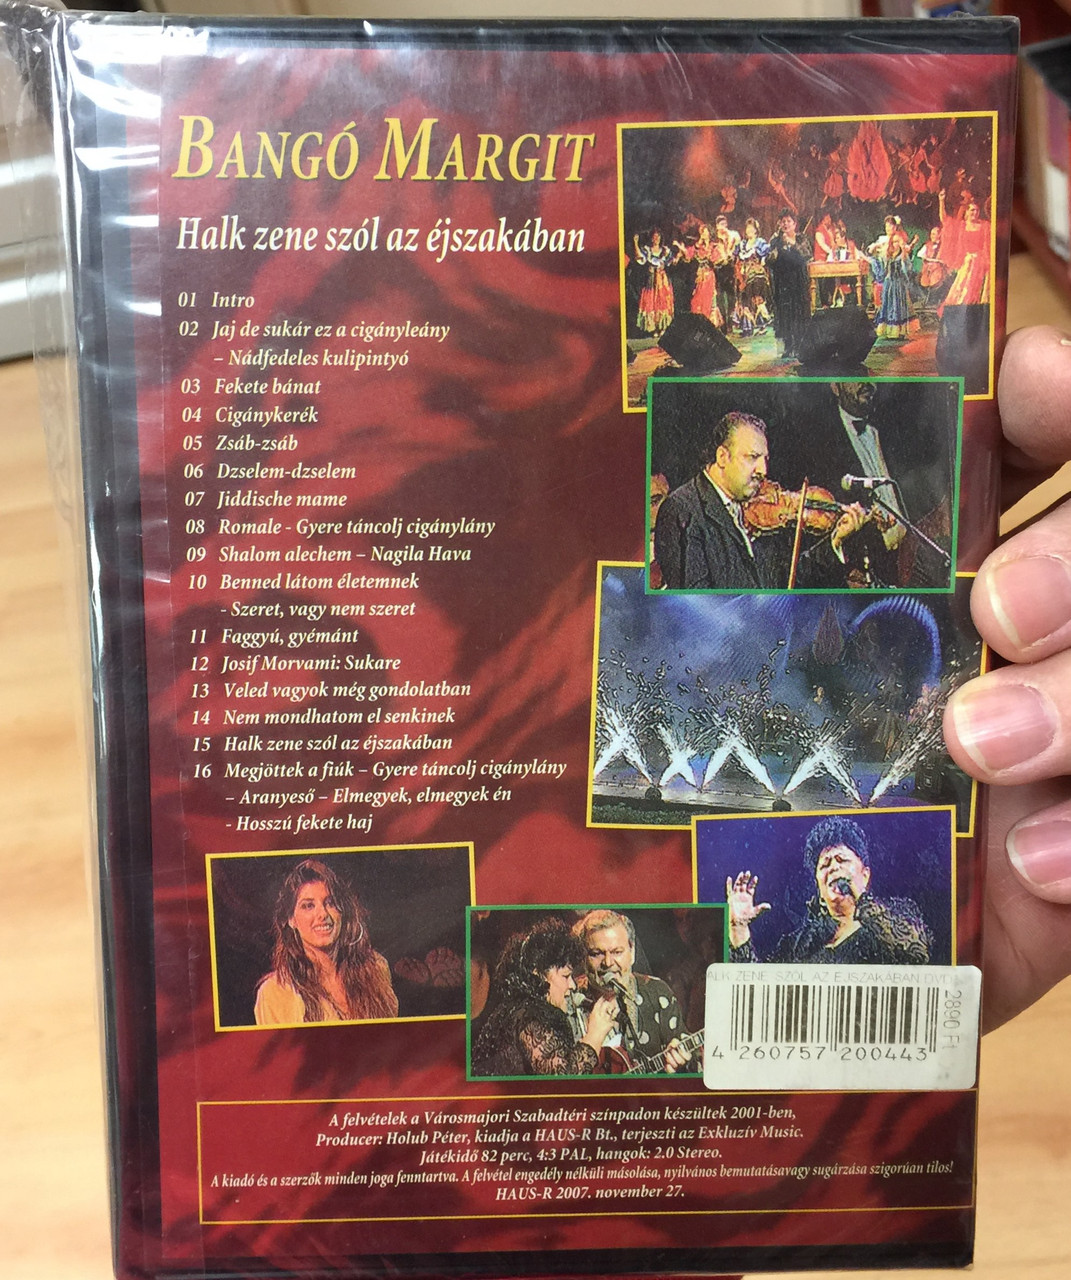 BANGÓ MARGIT
Halk zene szól az éjszakában
01 Intro
02 Jaj de sukár ez a cigányleány
– Nádfedeles kulipintyó
03 Fekete bánat
04 Cigánykerék
05 Zsáb-zsáb
06 Dzselem-dzselem
07 Jiddische mame
08 Romale - Gyere táncolj cigánylány
09 Shalom alechem – Nagila Hava
10 Benned látom életemnek
- Szeret, vagy nem szeret
11 Faggyú, gyémánt
12 Josif Morvami: Sukare
13 Veled vagyok még gondolatban
14 Nem mondhatom el senkinek
15 Halk zene szól az éjszakában
16 Megjöttek a fiúk – Gyere táncolj cigánylány
– Aranyeső – Elmegyek, elmegyek én
- Hosszú fekete haj
ALK ZENE SZÓL AZ ÉJSZAKÁBAN DVD
2890 Ft
4 260757 200443
A felvételek a Városmajori Szabadtéri színpadon készültek 2001-ben,
Producer: Holub Péter, kiadja a HAUS-R Bt., terjeszti az Exkluzív Music.
Játékidő 82 perc, 4:3 PAL, hangok: 2.0 Stereo.
A kiadó és a szerzők minden joga fenntartva. A felvétel engedély nélküli másolása, nyilvános bemutatásavagy sugárzása szigorúan tilos!
HAUS-R 2007. november 27.